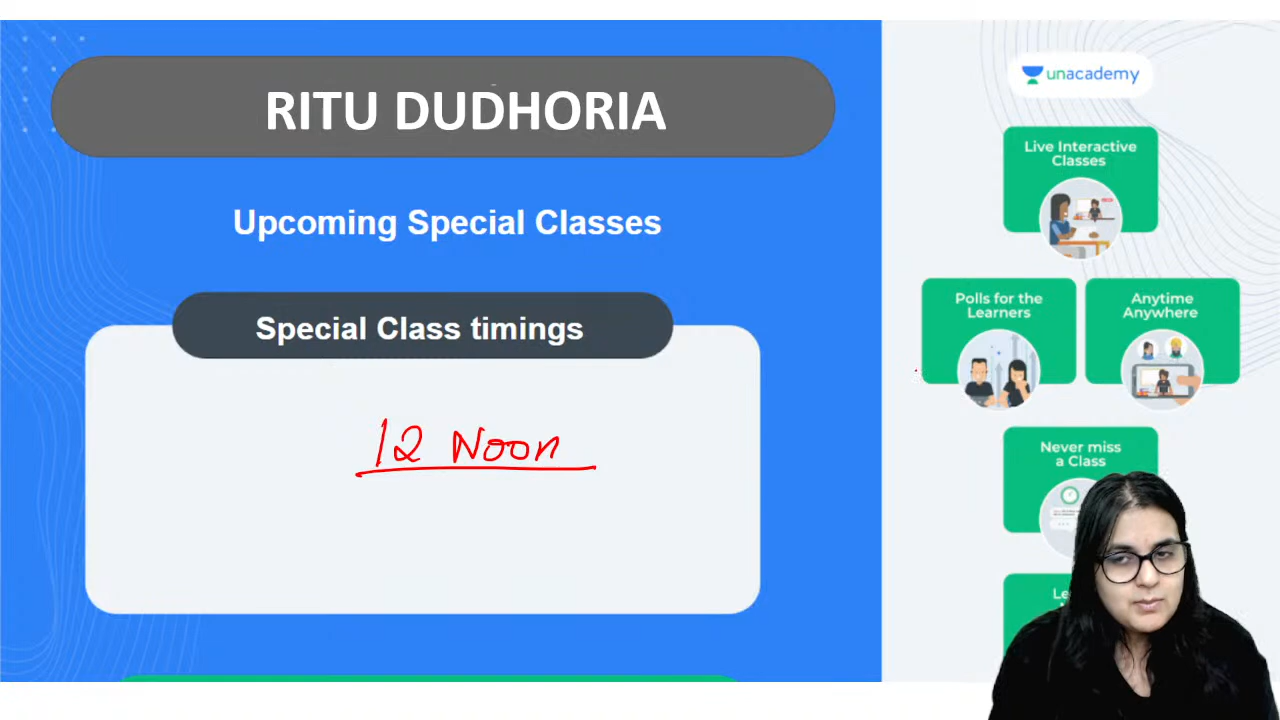 RITU DUDHORIA
unacademy
Upcoming Special Classes
Special Class timings
12 Noon
Live Interactive
Classes
Polls for the
Learners
Anytime
Anywhere
Never miss
a Class